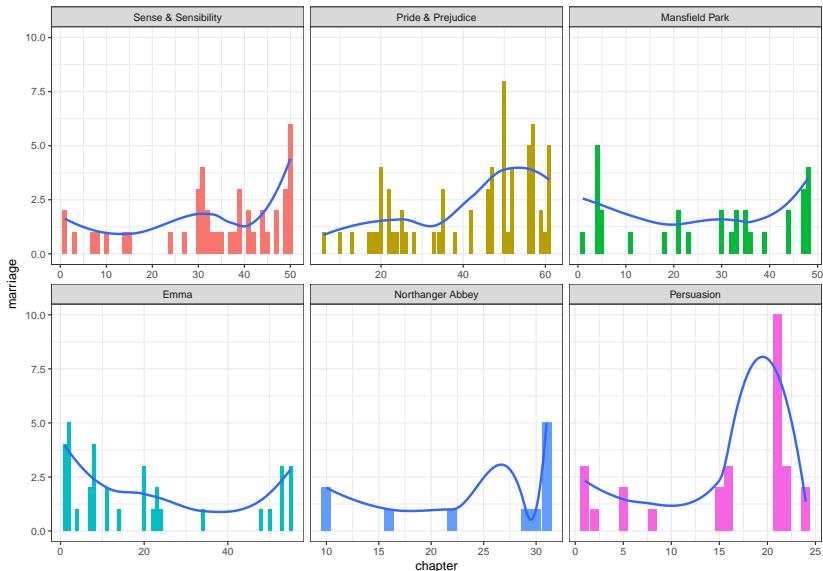 Sense & Sensibility
Pride & Prejudice
Mansfield Park
10.0
7.5
5.0
2.5
0.0
0 10 20 30 40 50
20 40 60
0 10 20 30 40 50
marriage
Emma
Northanger Abbey
Persuasion
10.0
7.5
5.0
2.5
0.0
0 20 40
10 15 20 25 30
0 5 10 15 20 25
chapter